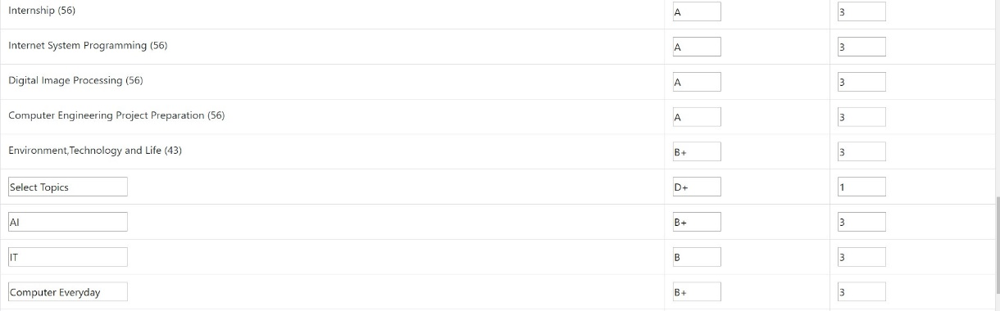 Internship (56) A 3
Internet System Programming (56) A 3
Digital Image Processing (56) A 3
Computer Engineering Project Preparation (56) A 3
Environment,Technology and Life (43) B+ 3
Select Topics D+ 1
AI B+ 3
IT B 3
Computer Everyday B+ 3